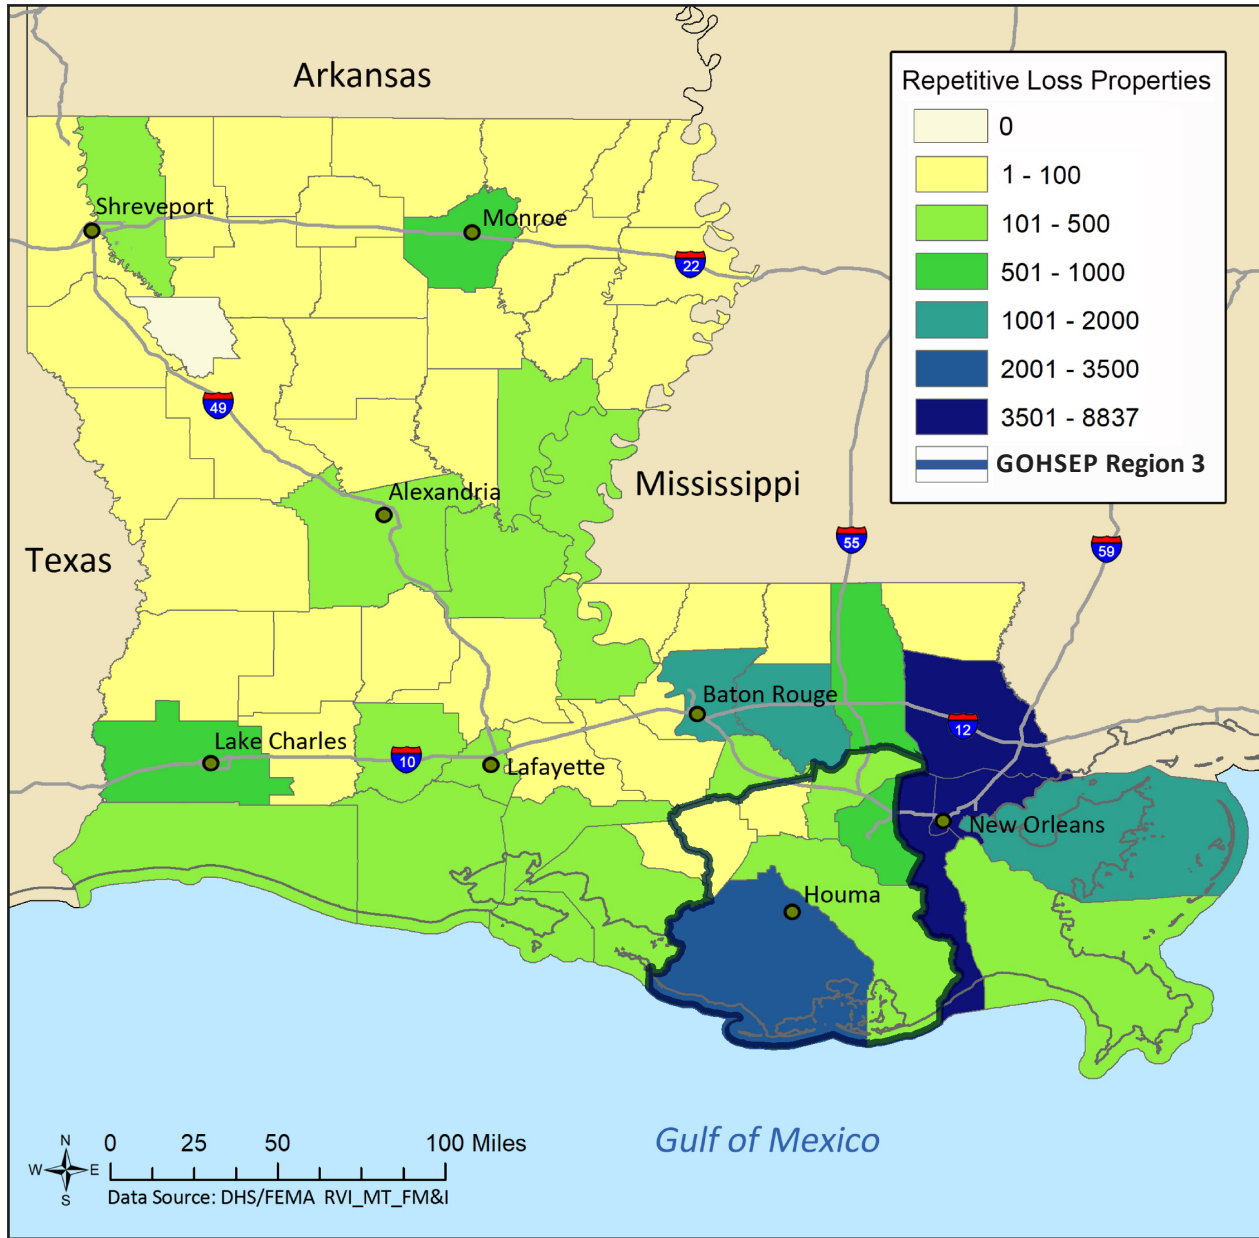 Arkansas
Repetitive Loss Properties
0
1 - 100
101 - 500
501 - 1000
1001 - 2000
2001 - 3500
3501 - 8837
GOHSEP Region 3
Shreveport
Monroe
22
49
Alexandria
Mississippi
Texas
55
59
Baton Rouge
12
Lake Charles
10
Lafayette
New Orleans
Houma
Gulf of Mexico
N
W E
S
0 25 50 100 Miles
Data Source: DHS/FEMA RVI_MT_FM&I